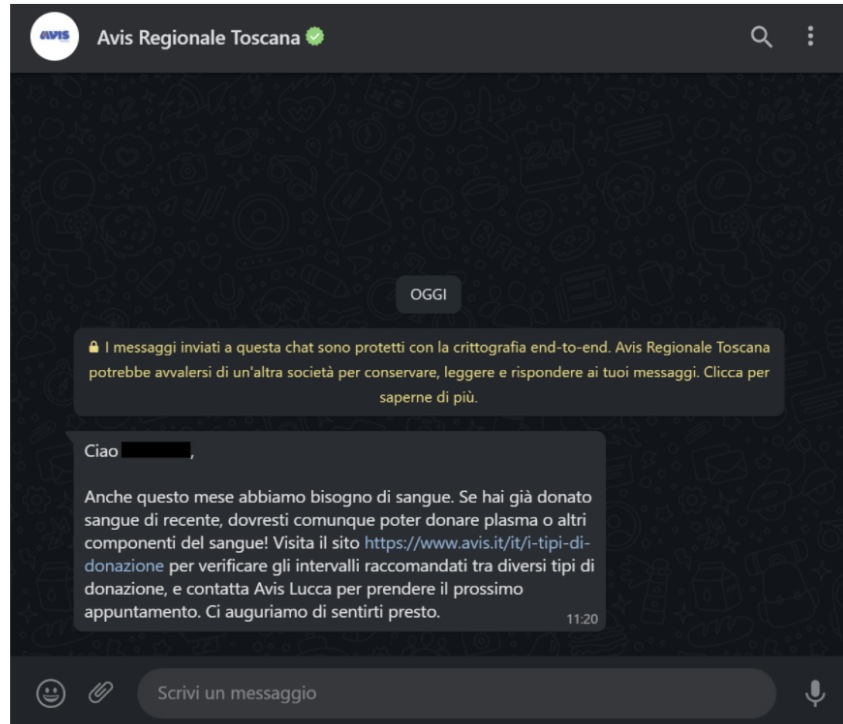 AVIS
Avis Regionale Toscana
OGGI
I messaggi inviati a questa chat sono protetti con la crittografia end-to-end. Avis Regionale Toscana
potrebbe avvalersi di un'altra società per conservare, leggere e rispondere ai tuoi messaggi. Clicca per
saperne di più.
Ciao ,
Anche questo mese abbiamo bisogno di sangue. Se hai già donato
sangue di recente, dovresti comunque poter donare plasma o altri
componenti del sangue! Visita il sito https://www.avis.it/it/i-tipi-di-
donazione per verificare gli intervalli raccomandati tra diversi tipi di
donazione, e contatta Avis Lucca per prendere il prossimo
appuntamento. Ci auguriamo di sentirti presto.
11:20
Scrivi un messaggio